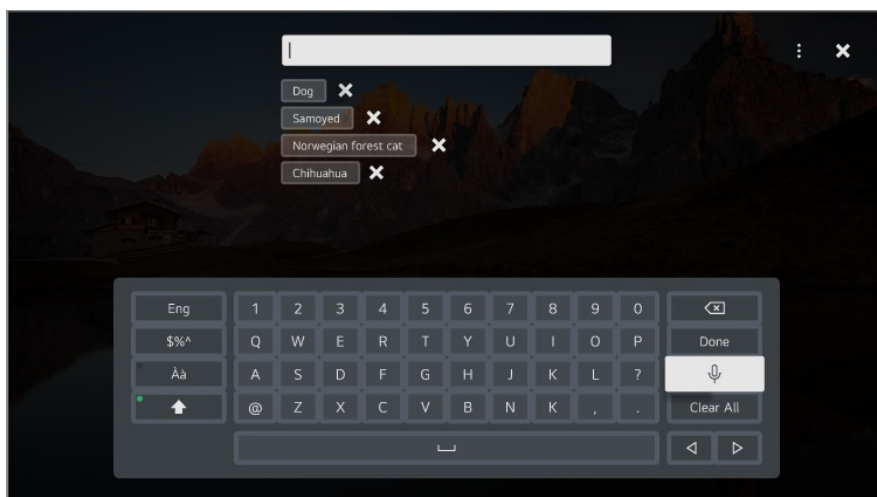 Dog
Samoyed
Norwegian forest cat
Chihuahua
Eng 1 2 3 4 5 6 7 8 9 0
$%^ Q W E R T Y U I O P Done
Àà A S D F G H J K L ?
@ Z X C V B N K , . Clear All